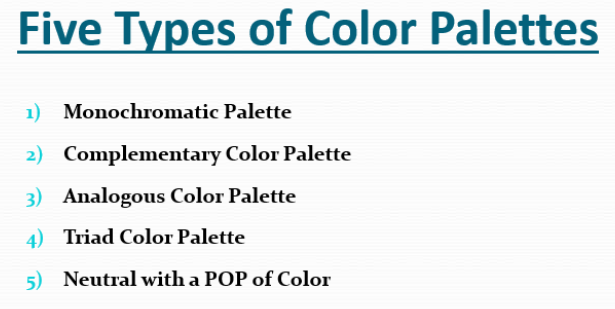 Five Types of Color Palettes
1) Monochromatic Palette
2) Complementary Color Palette
3) Analogous Color Palette
4) Triad Color Palette
5) Neutral with a POP of Color